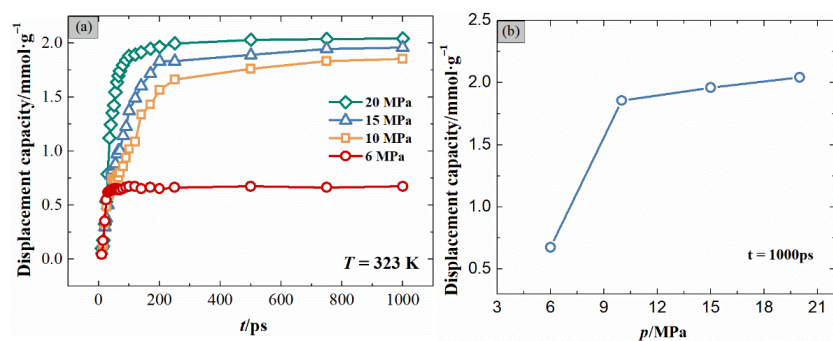 (a)
Displacement capacity/mmol·g⁻¹
2.0
1.5
1.0
0.5
0.0
20 MPa
15 MPa
10 MPa
6 MPa
T = 323 K
0 200 400 600 800 1000
t/ps
(b)
Displacement capacity/mmol·g⁻¹
2.5
2.0
1.5
1.0
0.5
t = 1000ps
3 6 9 12 15 18 21
p/MPa